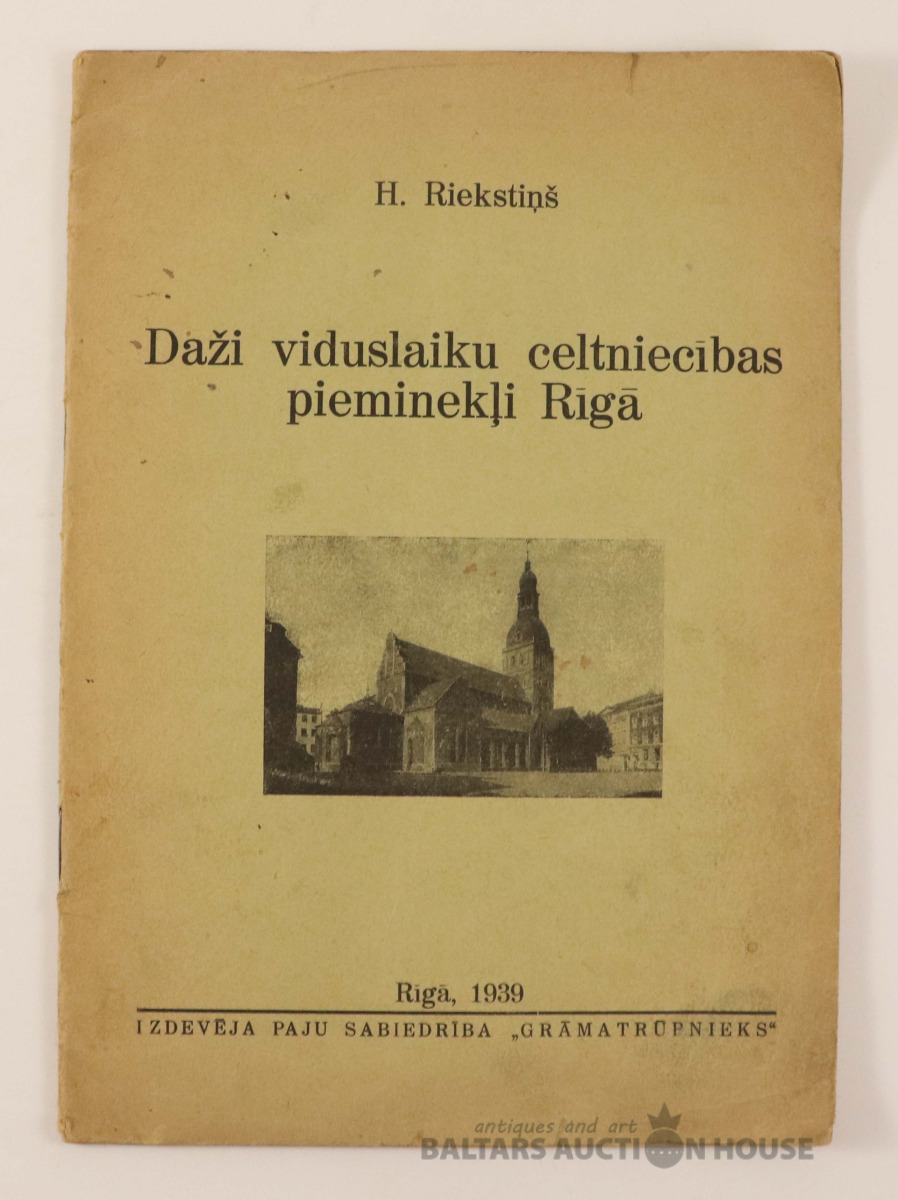 H. Riekstiņš
Daži viduslaiku celtniecības
pieminekļi Rīgā
Rīgā, 1939
IZDEVĒJA PAJU SABIEDRĪBA „GRĀMATRŪPNIEKS“
antiques and art
BALTARS AUCTION HOUSE